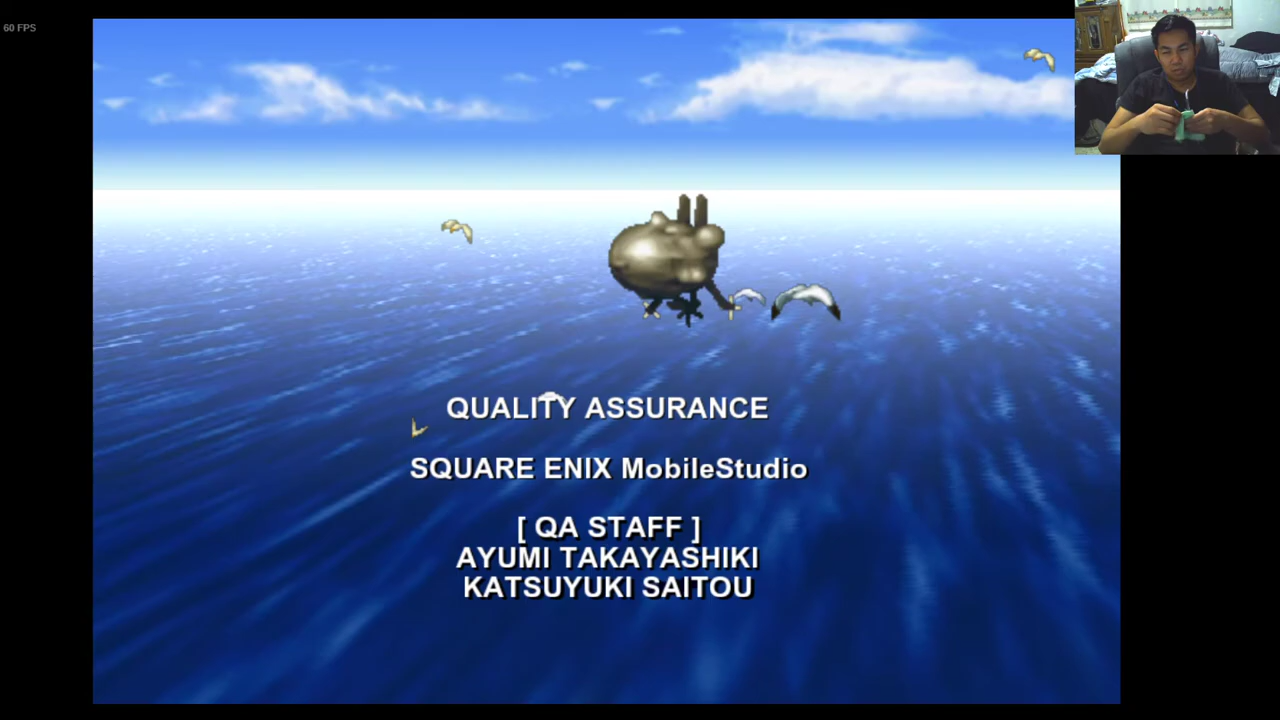 60 FPS
QUALITY ASSURANCE
SQUARE ENIX MobileStudio
[ QA STAFF ]
AYUMI TAKAYASHIKI
KATSUYUKI SAITOU